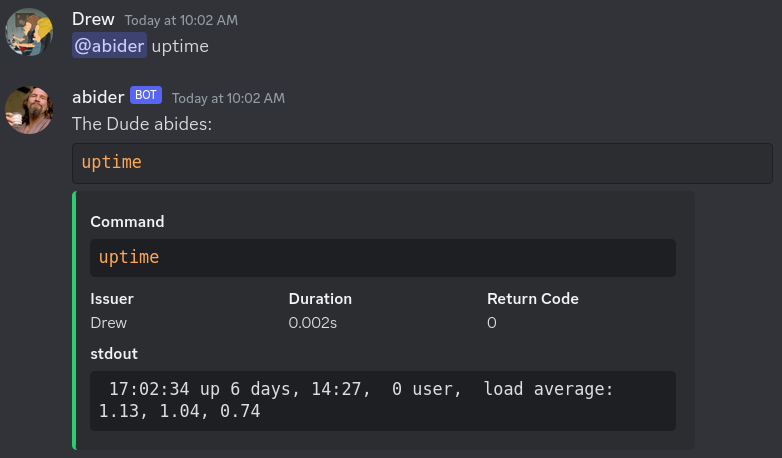 Drew Today at 10:02 AM
@abider uptime
abider BOT Today at 10:02 AM
The Dude abides:
uptime
Command
uptime
Issuer Duration Return Code
Drew 0.002s 0
stdout
17:02:34 up 6 days, 14:27,  0 user,  load average:
1.13, 1.04, 0.74